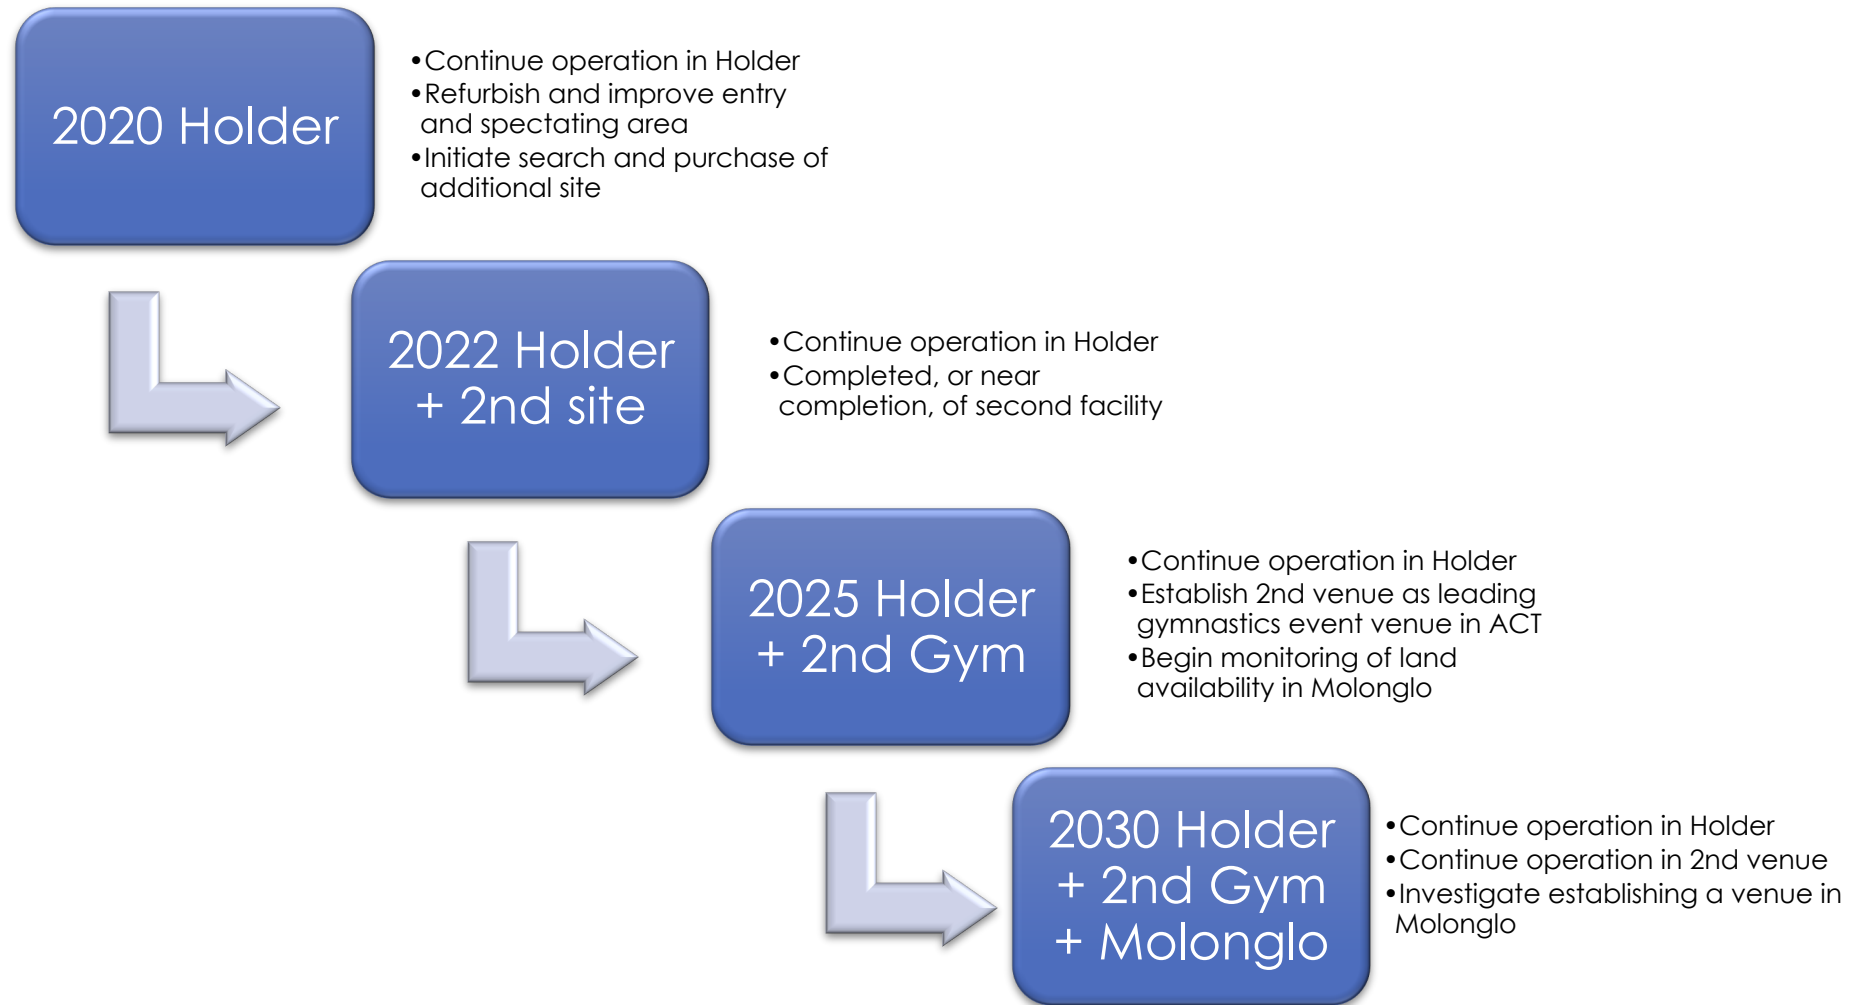 2020 Holder
•Continue operation in Holder
•Refurbish and improve entry
and spectating area
•Initiate search and purchase of
additional site
2022 Holder
+ 2nd site
•Continue operation in Holder
•Completed, or near
completion, of second facility
2025 Holder
+ 2nd Gym
•Continue operation in Holder
•Establish 2nd venue as leading
gymnastics event venue in ACT
•Begin monitoring of land
availability in Molonglo
2030 Holder
+ 2nd Gym
+ Molonglo
•Continue operation in Holder
•Continue operation in 2nd venue
•Investigate establishing a venue in
Molonglo